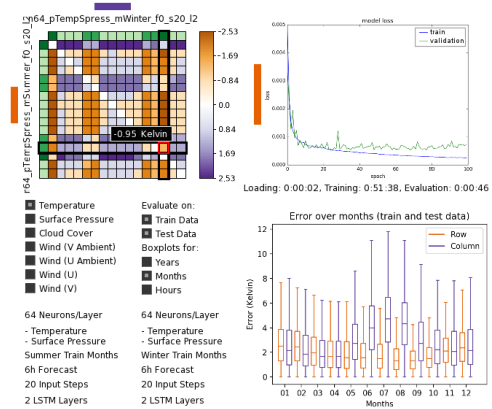 n64_pTempSpress_mWinter_f0_s20_l2
n64_pTempSpress_mSummer_f0_s20_l2
-2.53
-1.69
-0.84
0.0
0.84
1.69
2.53
-0.95 Kelvin
model loss
train
validation
0.005
0.004
0.003
0.002
0.001
0.000
loss
0 20 40 60 80 100
epoch
Loading: 0:00:02, Training: 0:51:38, Evaluation: 0:00:46
Temperature
Surface Pressure
Cloud Cover
Wind (V Ambient)
Wind (U Ambient)
Wind (U)
Wind (V)
Evaluate on:
Train Data
Test Data
Boxplots for:
Years
Months
Hours
64 Neurons/Layer
- Temperature
- Surface Pressure
Summer Train Months
6h Forecast
20 Input Steps
2 LSTM Layers
64 Neurons/Layer
- Temperature
- Surface Pressure
Winter Train Months
6h Forecast
20 Input Steps
2 LSTM Layers
Error over months (train and test data)
Row
Column
12
10
8
6
4
2
0
Error (Kelvin)
01 02 03 04 05 06 07 08 09 10 11 12
Months